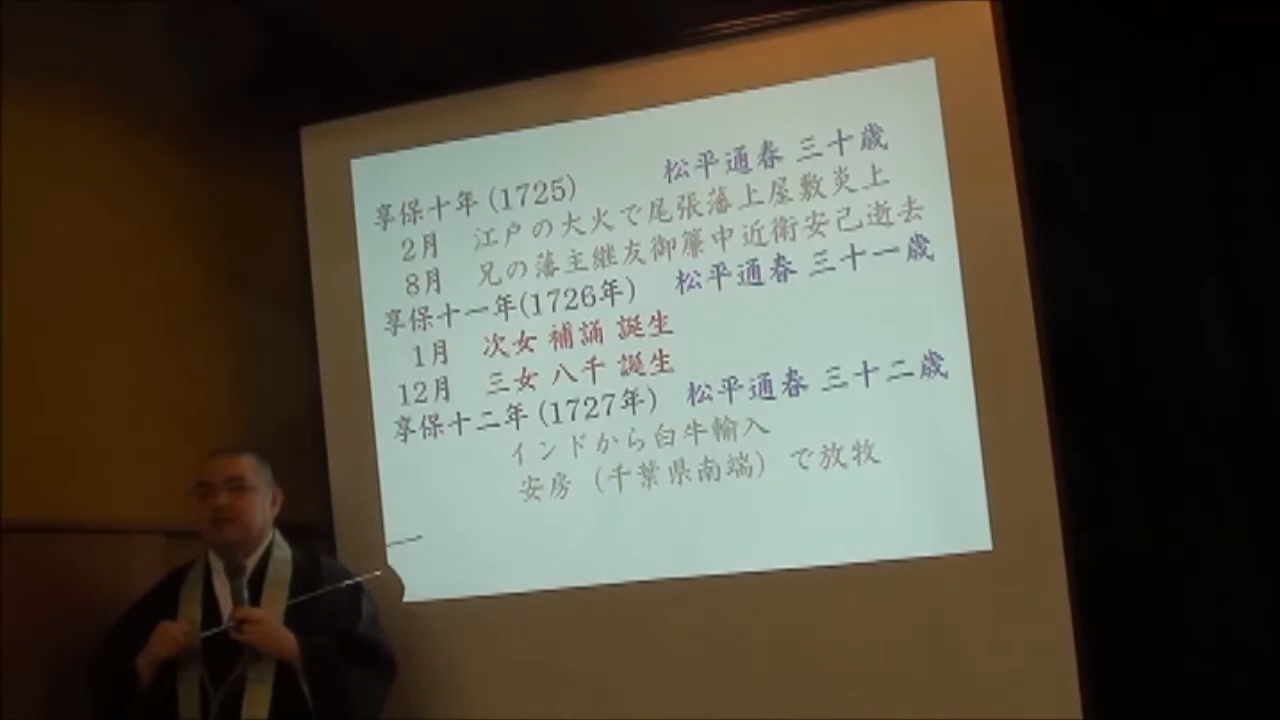 享保十年 (1725) 松平通春 三十歳
2月 江戸の大火で尾張藩上屋敷炎上
8月 兄の藩主継友御簾中近衛安己逝去
享保十一年(1726年) 松平通春 三十一歳
1月 次女 補誦 誕生
12月 三女 八千 誕生
享保十二年 (1727年) 松平通春 三十二歳
インドから白牛輸入
安房（千葉県南端）で放牧